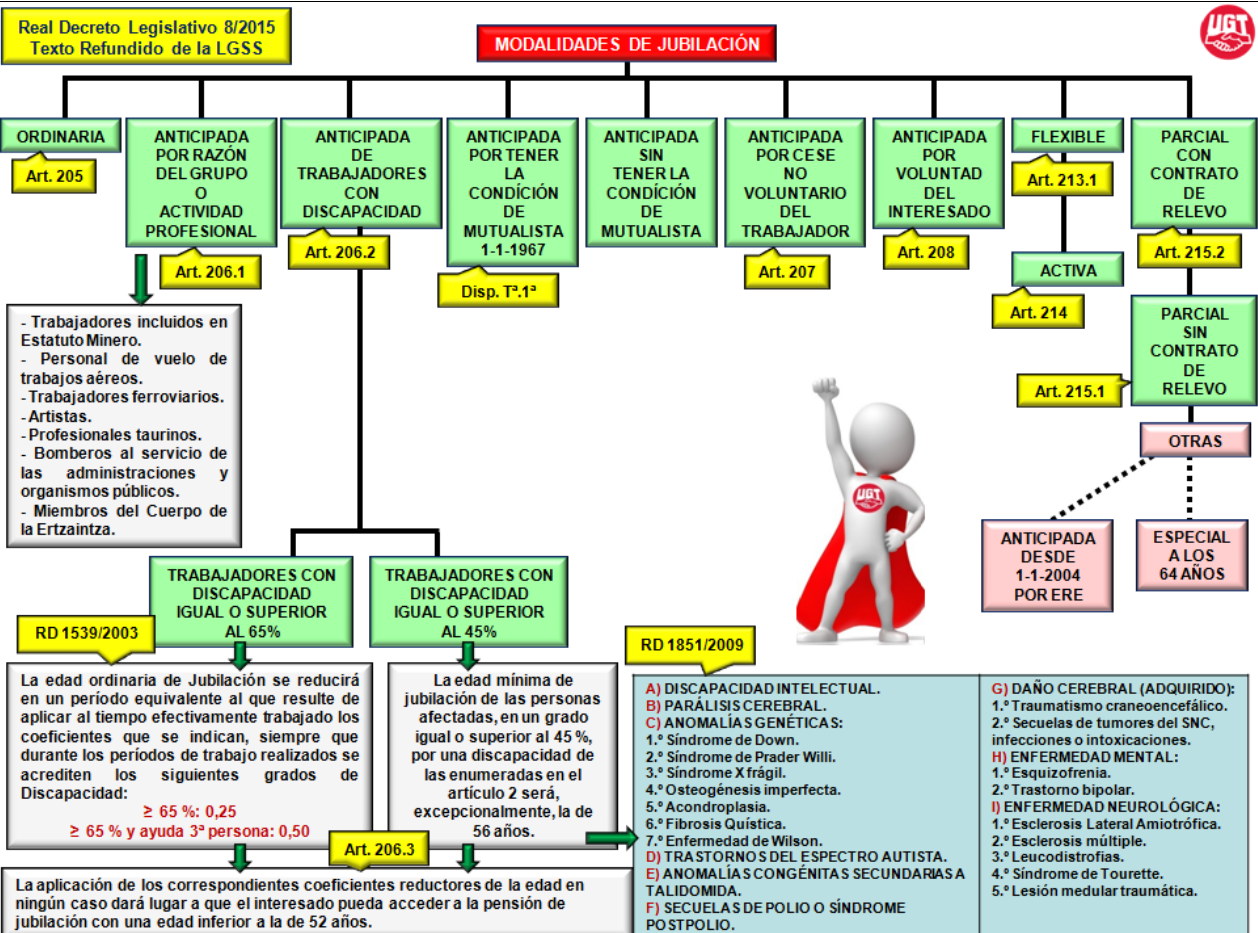 Real Decreto Legislativo 8/2015
Texto Refundido de la LGSS
MODALIDADES DE JUBILACIÓN
UGT
ORDINARIA
Art. 205
ANTICIPADA
POR RAZÓN
DEL GRUPO
O
ACTIVIDAD
PROFESIONAL
Art. 206.1
ANTICIPADA
DE
TRABAJADORES
CON
DISCAPACIDAD
Art. 206.2
ANTICIPADA
POR TENER
LA
CONDÍCIÓN
DE
MUTUALISTA
1-1-1967
Disp. Tª.1ª
ANTICIPADA
SIN
TENER LA
CONDÍCIÓN
DE
MUTUALISTA
ANTICIPADA
POR CESE
NO
VOLUNTARIO
DEL
TRABAJADOR
Art. 207
ANTICIPADA
POR
VOLUNTAD
DEL
INTERESADO
Art. 208
FLEXIBLE
Art. 213.1
ACTIVA
Art. 214
PARCIAL
CON
CONTRATO
DE
RELEVO
Art. 215.2
PARCIAL
SIN
CONTRATO
DE
RELEVO
Art. 215.1
OTRAS
ANTICIPADA
DESDE
1-1-2004
POR ERE
ESPECIAL
A LOS
64 AÑOS
- Trabajadores incluidos en
Estatuto Minero.
- Personal de vuelo de
trabajos aéreos.
- Trabajadores ferroviarios.
- Artistas.
- Profesionales taurinos.
- Bomberos al servicio de
las administraciones y
organismos públicos.
- Miembros del Cuerpo de
la Ertzaintza.
UGT
TRABAJADORES CON
DISCAPACIDAD
IGUAL O SUPERIOR
AL 65%
RD 1539/2003
La edad ordinaria de Jubilación se reducirá
en un período equivalente al que resulte de
aplicar al tiempo efectivamente trabajado los
coeficientes que se indican, siempre que
durante los períodos de trabajo realizados se
acrediten los siguientes grados de
Discapacidad:
≥ 65 %: 0,25
≥ 65 % y ayuda 3ª persona: 0,50
TRABAJADORES CON
DISCAPACIDAD
IGUAL O SUPERIOR
AL 45%
La edad mínima de
jubilación de las personas
afectadas, en un grado
igual o superior al 45 %,
por una discapacidad de
las enumeradas en el
artículo 2 será,
excepcionalmente, la de
56 años.
Art. 206.3
La aplicación de los correspondientes coeficientes reductores de la edad en
ningún caso dará lugar a que el interesado pueda acceder a la pensión de
jubilación con una edad inferior a la de 52 años.
RD 1851/2009
A) DISCAPACIDAD INTELECTUAL.
B) PARÁLISIS CEREBRAL.
C) ANOMALÍAS GENÉTICAS:
1.º Síndrome de Down.
2.º Síndrome de Prader Willi.
3.º Síndrome X frágil.
4.º Osteogénesis imperfecta.
5.º Acondroplasia.
6.º Fibrosis Quística.
7.º Enfermedad de Wilson.
D) TRASTORNOS DEL ESPECTRO AUTISTA.
E) ANOMALÍAS CONGÉNITAS SECUNDARIAS A
TALIDOMIDA.
F) SECUELAS DE POLIO O SÍNDROME
POSTPOLIO.
G) DAÑO CEREBRAL (ADQUIRIDO):
1.º Traumatismo craneoencefálico.
2.º Secuelas de tumores del SNC,
infecciones o intoxicaciones.
H) ENFERMEDAD MENTAL:
1.º Esquizofrenia.
2.º Trastorno bipolar.
I) ENFERMEDAD NEUROLÓGICA:
1.º Esclerosis Lateral Amiotrófica.
2.º Esclerosis múltiple.
3.º Leucodistrofias.
4.º Síndrome de Tourette.
5.º Lesión medular traumática.